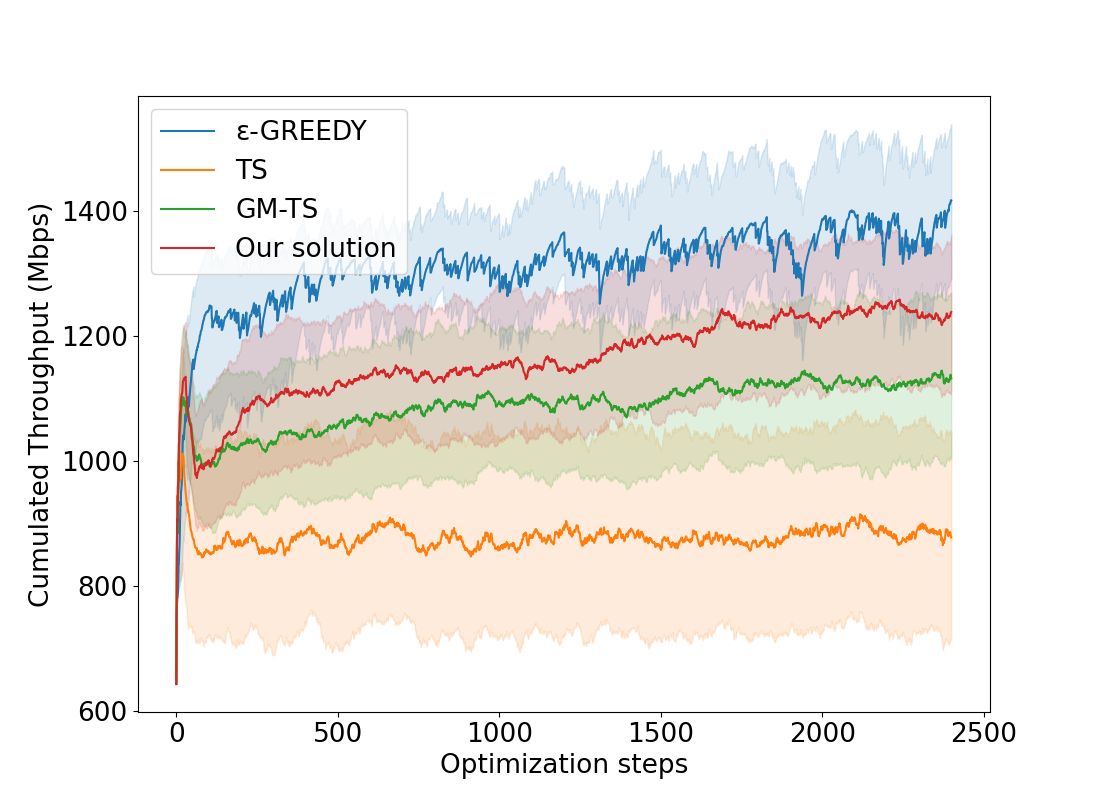 ε-GREEDY
TS
GM-TS
Our solution
Cumulated Throughput (Mbps)
1400
1200
1000
800
600
0 500 1000 1500 2000 2500
Optimization steps